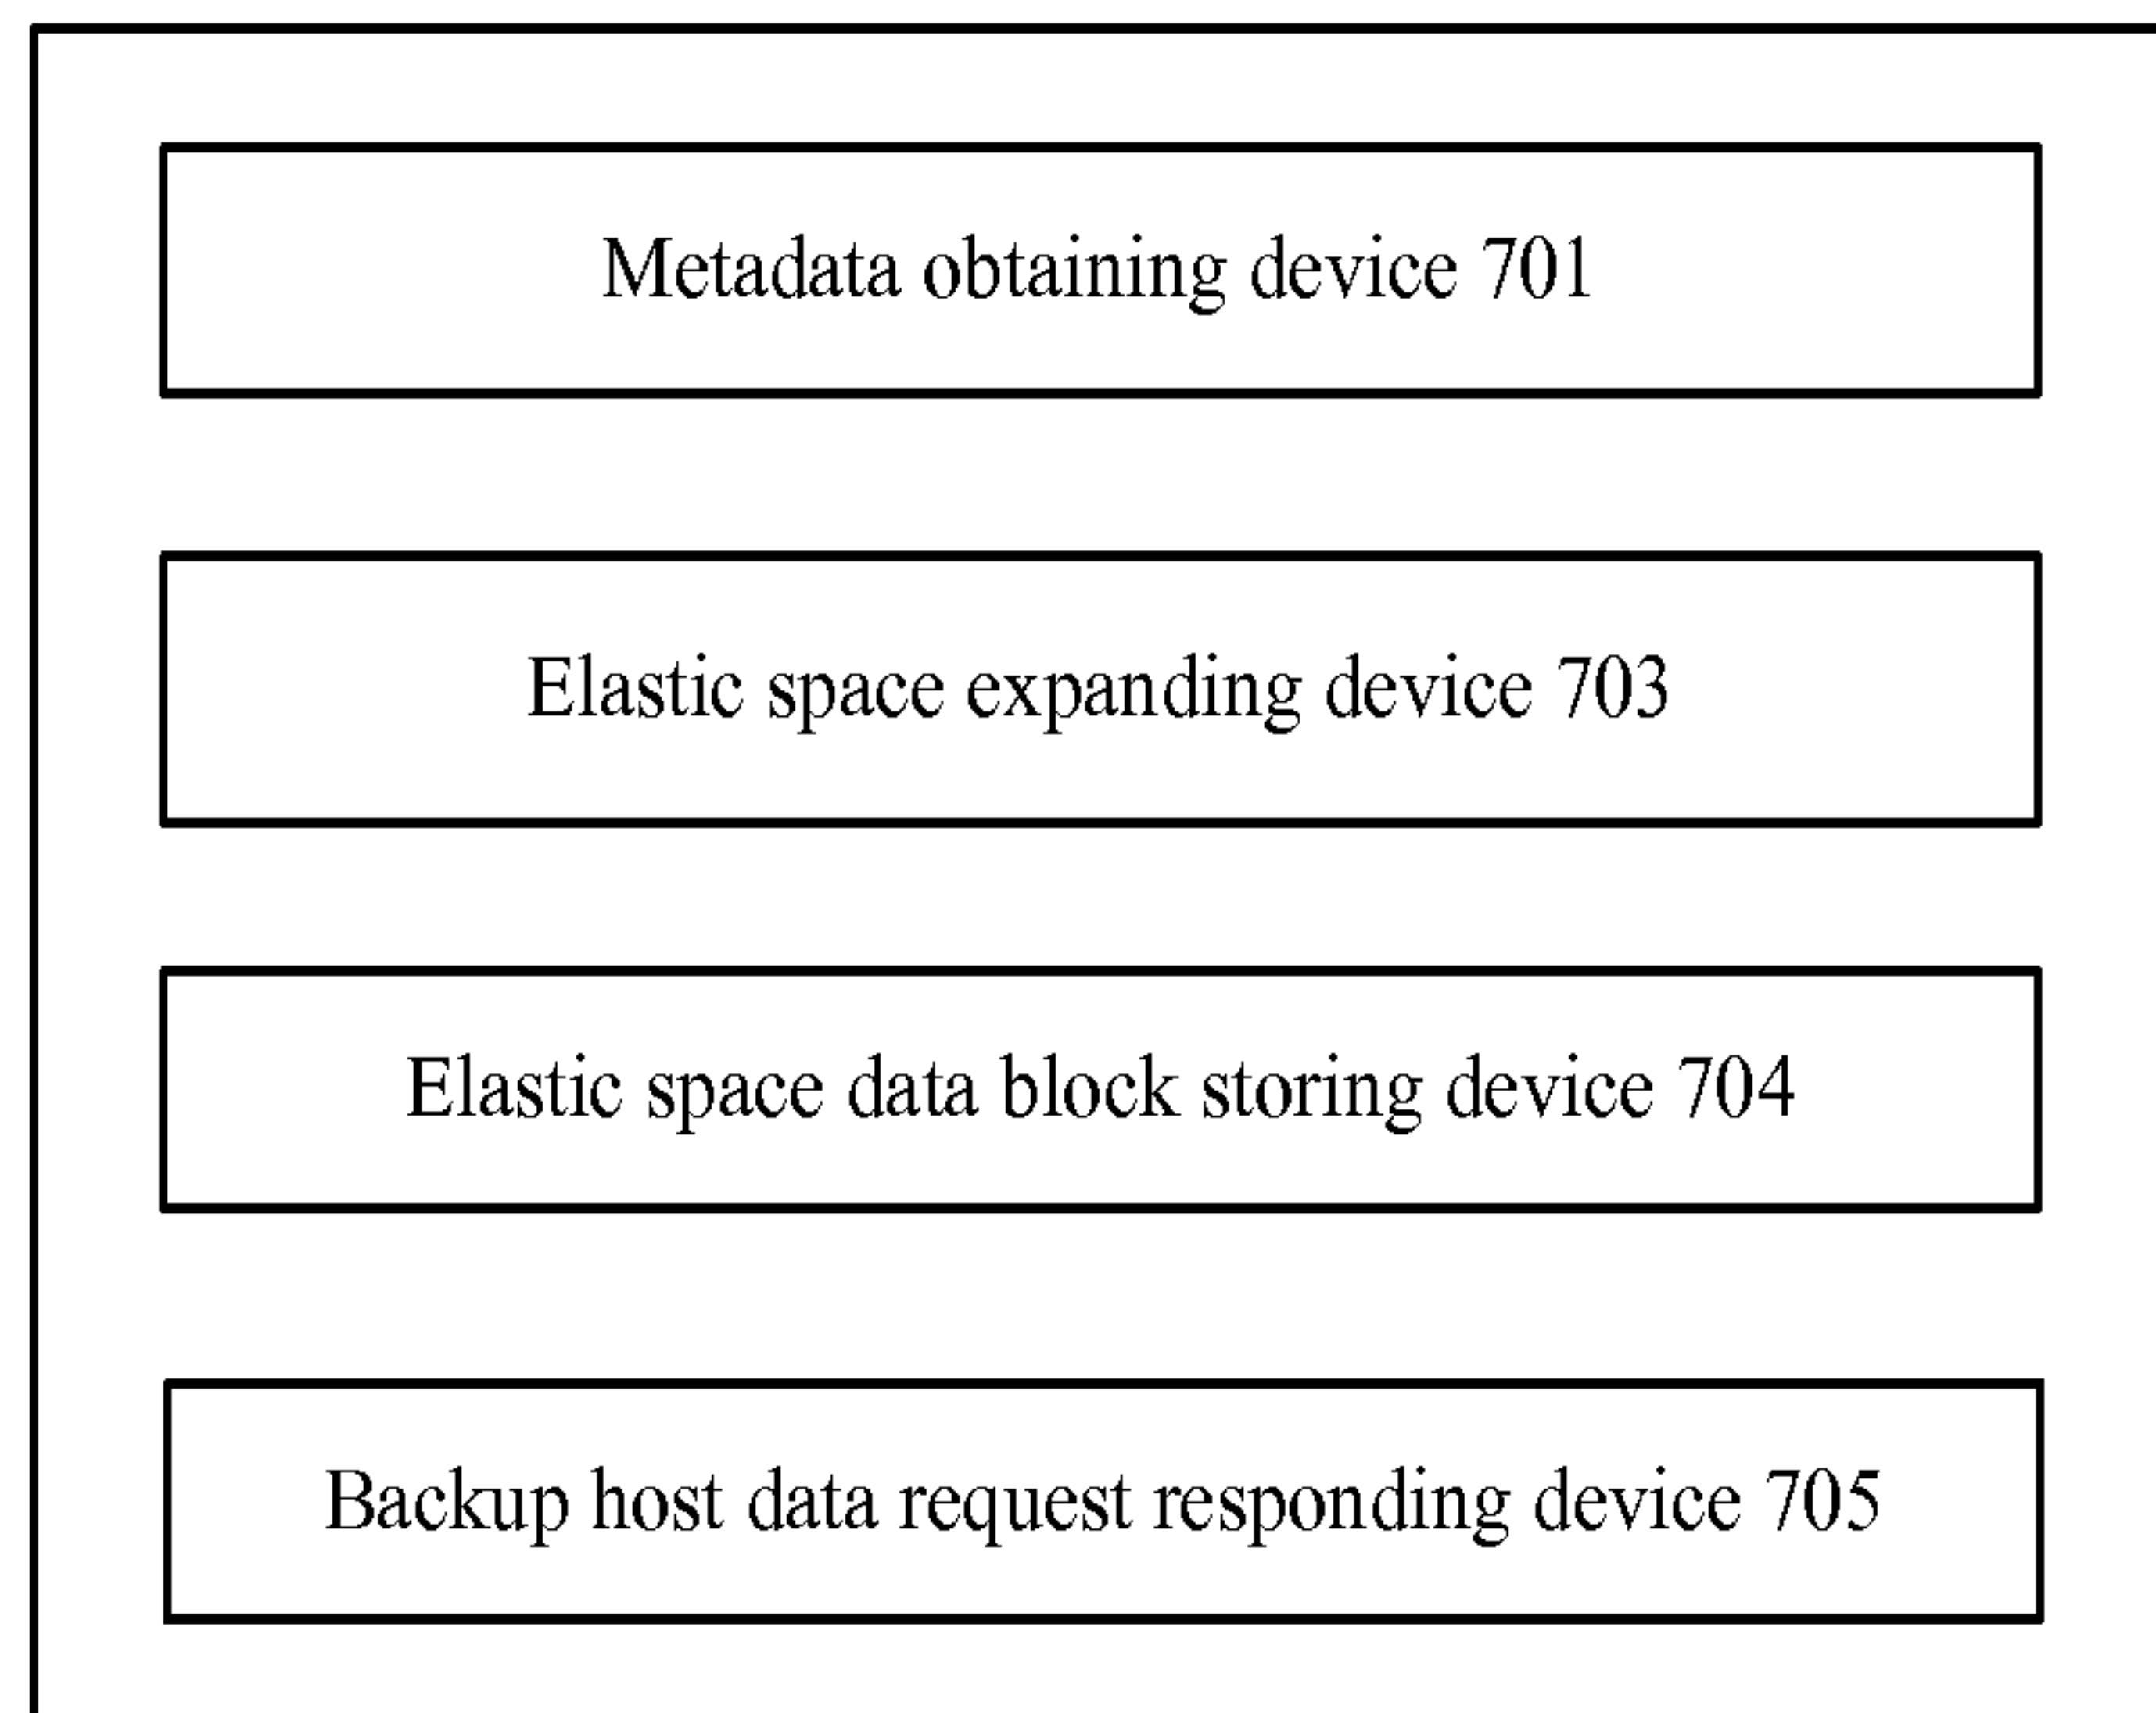 Metadata obtaining device 701
Elastic space expanding device 703
Elastic space data block storing device 704
Backup host data request responding device 705